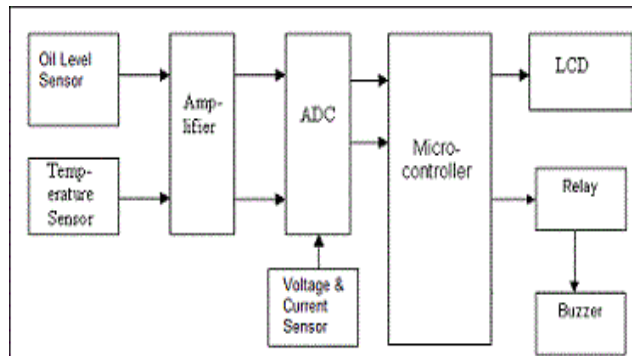 Oil Level
Sensor
Temp-
erature
Sensor
Amp-
lifier
ADC
Voltage &
Current
Sensor
Micro-
controller
LCD
Relay
Buzzer